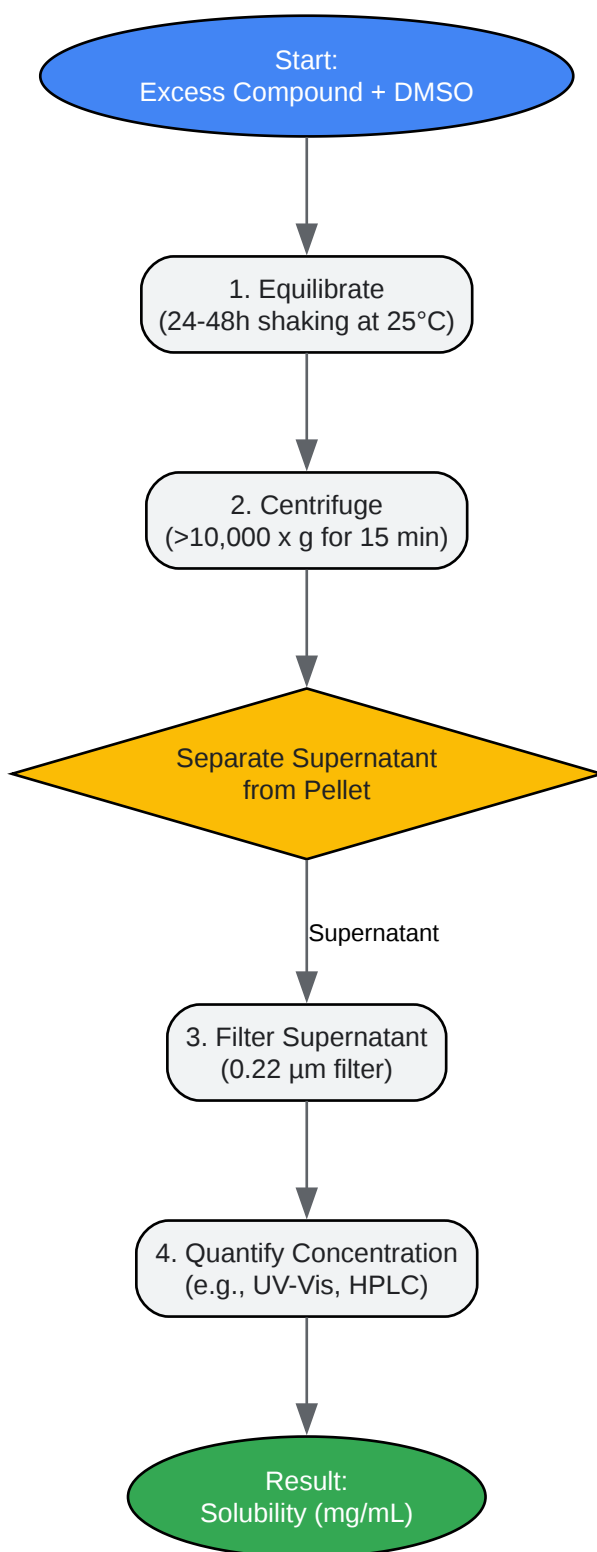 Start:
Excess Compound + DMSO
1. Equilibrate
(24-48h shaking at 25°C)
2. Centrifuge
(>10,000 x g for 15 min)
Separate Supernatant
from Pellet
Supernatant
3. Filter Supernatant
(0.22 µm filter)
4. Quantify Concentration
(e.g., UV-Vis, HPLC)
Result:
Solubility (mg/mL)